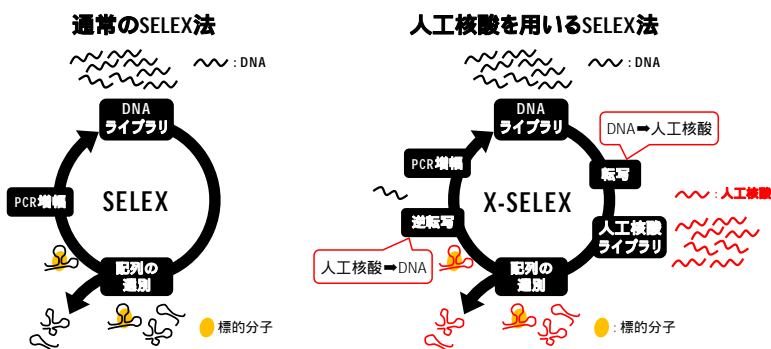 通常のSELEX法
: DNA
DNA
ライブラリ
PCR増幅
SELEX
配列の
選別
: 標的分子
人工核酸を用いるSELEX法
: DNA
DNA
ライブラリ
DNA➡人工核酸
PCR増幅
転写
: 人工核酸
X-SELEX
逆転写
人工核酸
ライブラリ
人工核酸➡DNA
配列の
選別
: 標的分子